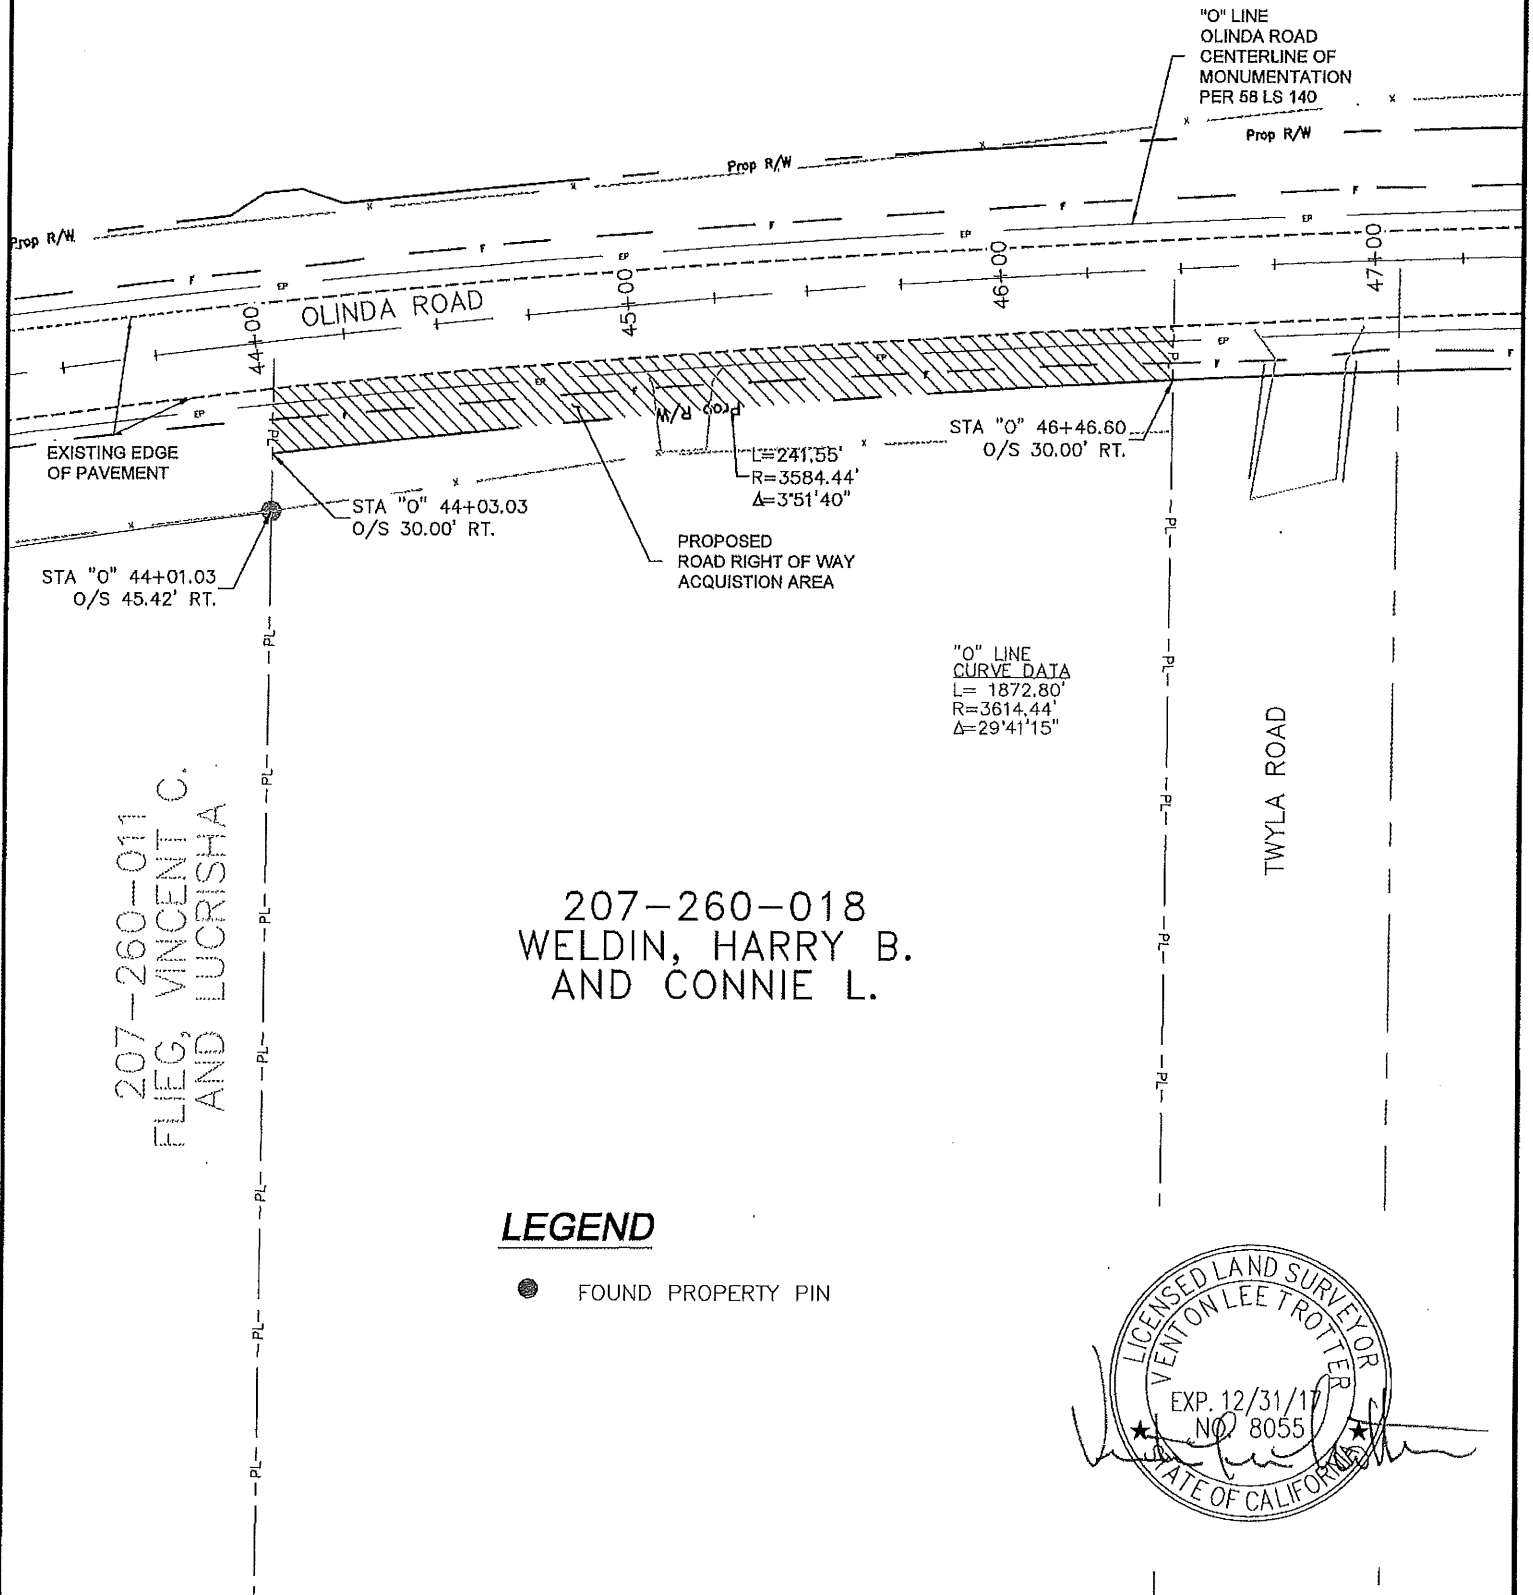 "O" LINE
OLINDA ROAD
CENTERLINE OF
MONUMENTATION
PER 58 LS 140
Prop R/W
Prop R/W
Prop R/W
OLINDA ROAD
44+00
45+00
46+00
47+00
EXISTING EDGE
OF PAVEMENT
Prop R/W
L=241.55'
R=3584.44'
Δ=3°51'40"
STA "O" 46+46.60
O/S 30.00' RT.
STA "O" 44+03.03
O/S 30.00' RT.
STA "O" 44+01.03
O/S 45.42' RT.
PROPOSED
ROAD RIGHT OF WAY
ACQUISTION AREA
"O" LINE
CURVE DATA
L= 1872.80'
R=3614.44'
Δ=29°41'15"
TWYLA ROAD
207-260-011
FLIEG, VINCENT C.
AND LUCRISHA
207-260-018
WELDIN, HARRY B.
AND CONNIE L.
LEGEND
FOUND PROPERTY PIN
LICENSED LAND SURVEYOR
VENTON LEE TROTTER
EXP. 12/31/17
NO. 8055
STATE OF CALIFORNIA